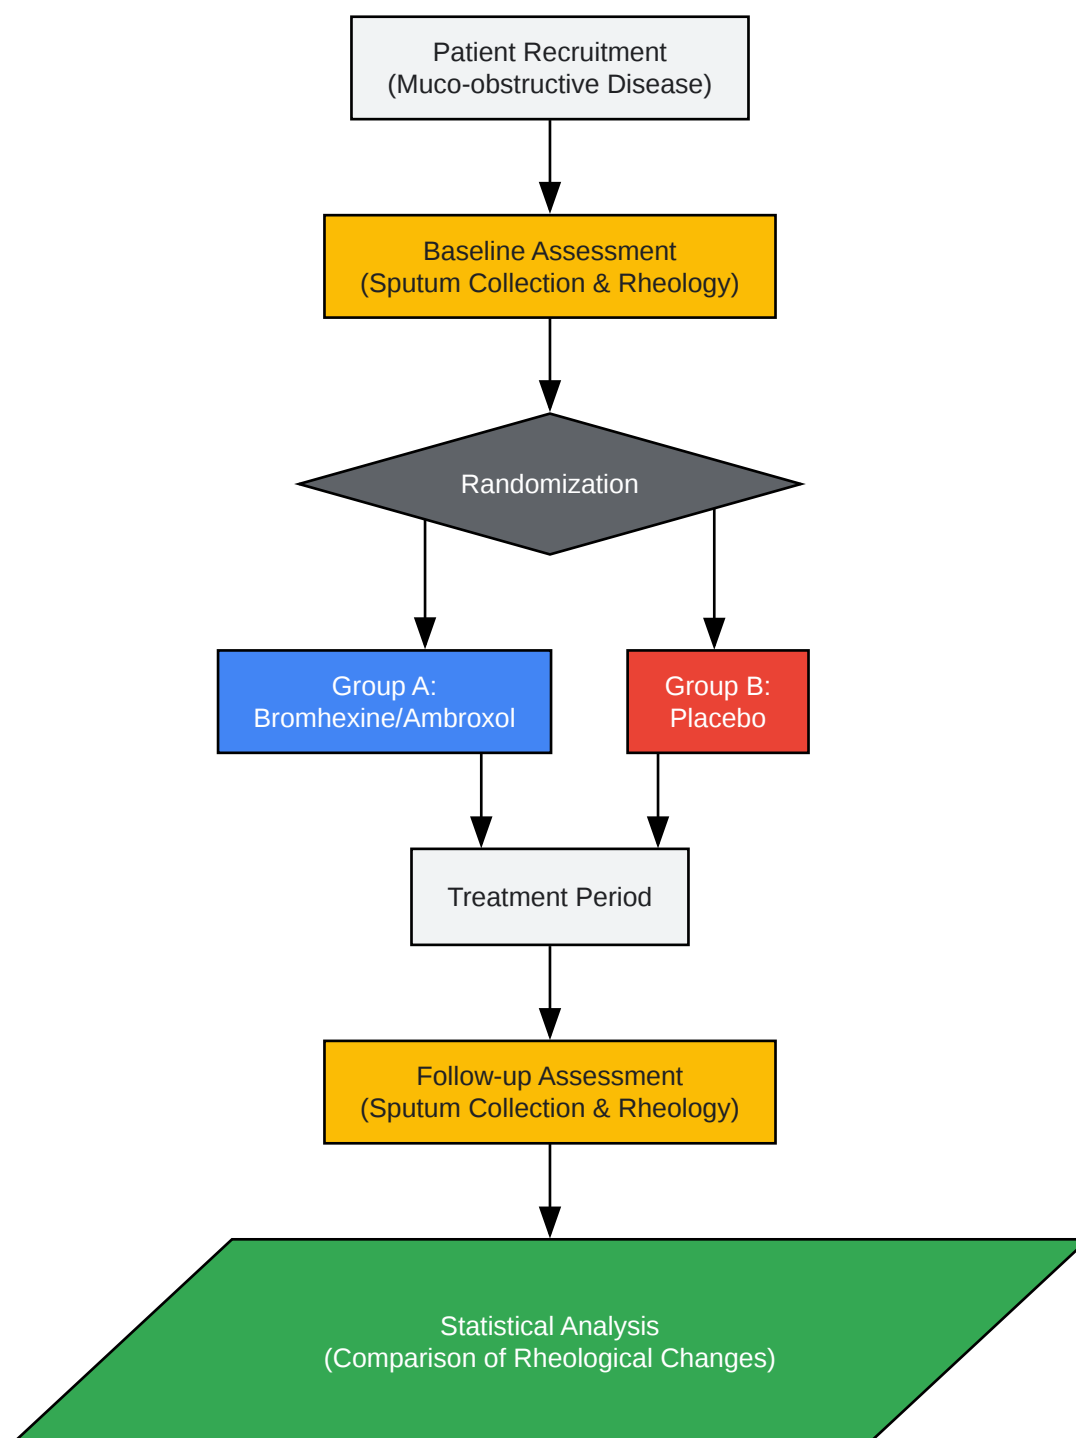 Patient Recruitment
(Muco-obstructive Disease)
Baseline Assessment
(Sputum Collection & Rheology)
Randomization
Group A:
Bromhexine/Ambroxol
Group B:
Placebo
Treatment Period
Follow-up Assessment
(Sputum Collection & Rheology)
Statistical Analysis
(Comparison of Rheological Changes)